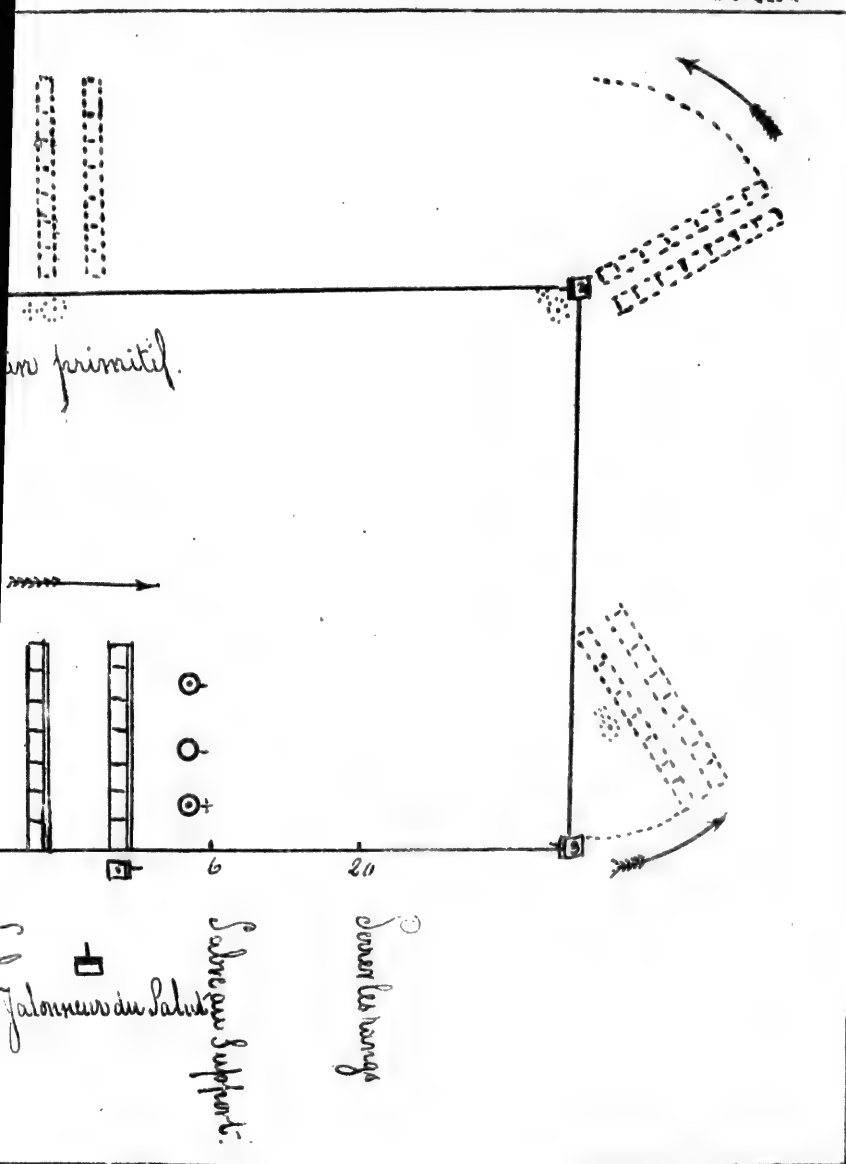 primitif.
6
20
Serrer les rangs
Sabre au Support.
Jalonneur du Salut